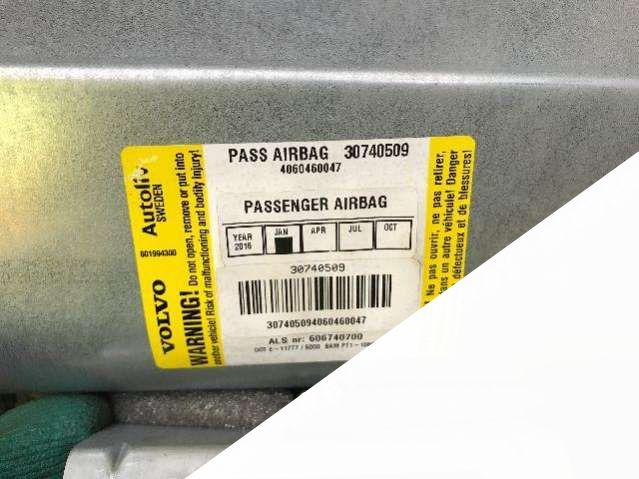 PASS AIRBAG 30740509
4060460047
Autoliv
SWEDEN
601994300
VOLVO
WARNING! Do not open, remove or put into
another vehicle! Risk of malfunctioning and bodily injury!
PASSENGER AIRBAG
YEAR 2016 JAN APR JUL OCT
30740509
307405094060460047
ALS nr: 606740700
Ne pas ouvrir, ne pas retirer,
dans un autre véhicule! Danger
défectueux et de blessures!